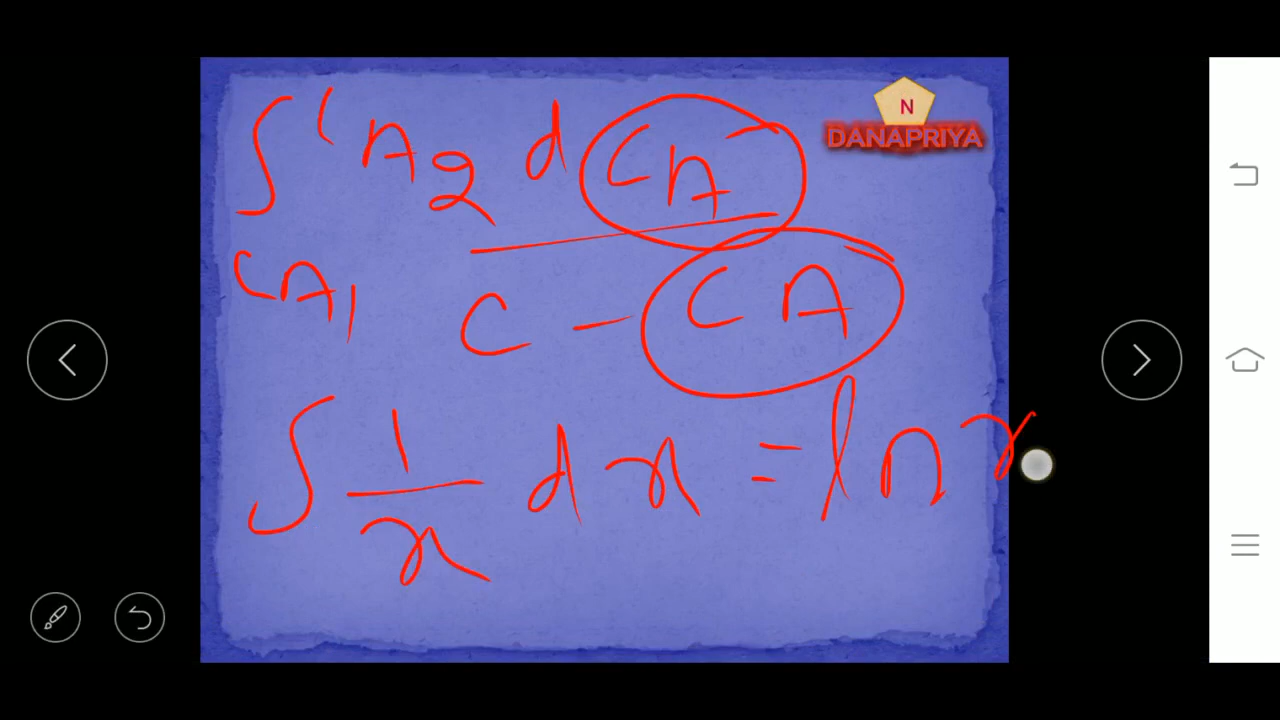 N
DANAPRIYA
∫ CA₂ d CA
CA₁ C - CA
∫ 1/x dx = ln x